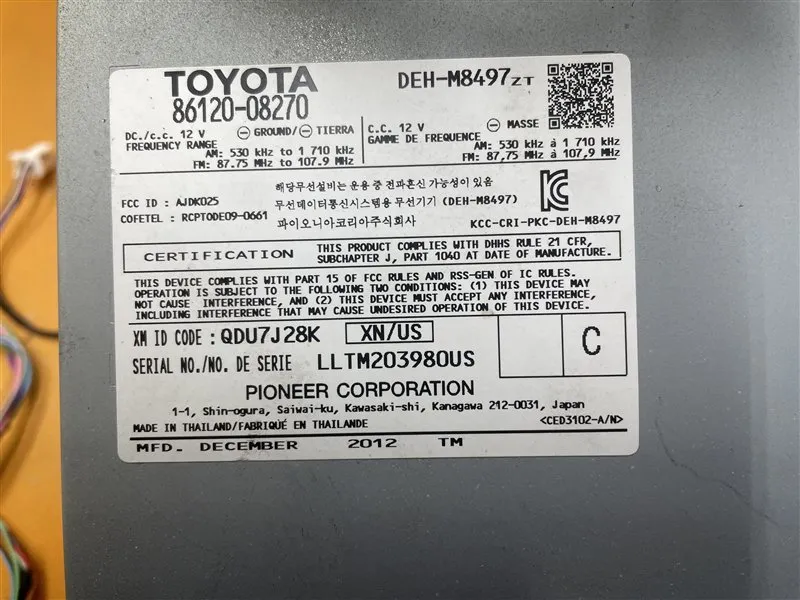 TOYOTA
86120-08270
DEH-M8497ZT
DC./c.c. 12 V ⊖ GROUND/⊖ TIERRA
FREQUENCY RANGE
AM: 530 kHz to 1 710 kHz
FM: 87.75 MHz to 107.9 MHz
C.C. 12 V ⊖ MASSE
GAMME DE FREQUENCE
AM: 530 kHz à 1 710 kHz
FM: 87,75 MHz à 107,9 MHz
FCC ID : AJDK025
COFETEL : RCPTODE09-0661
해당무선설비는 운용 중 전파혼신 가능성이 있음
무선데이터통신시스템용 무선기기 (DEH-M8497)
파이오니아코리아주식회사
KCC-CRI-PKC-DEH-M8497
CERTIFICATION
THIS PRODUCT COMPLIES WITH DHHS RULE 21 CFR,
SUBCHAPTER J, PART 1040 AT DATE OF MANUFACTURE.
THIS DEVICE COMPLIES WITH PART 15 OF FCC RULES AND RSS-GEN OF IC RULES.
OPERATION IS SUBJECT TO THE FOLLOWING TWO CONDITIONS: (1) THIS DEVICE MAY
NOT CAUSE INTERFERENCE, AND (2) THIS DEVICE MUST ACCEPT ANY INTERFERENCE,
INCLUDING INTERFERENCE THAT MAY CAUSE UNDESIRED OPERATION OF THIS DEVICE.
XM ID CODE : QDU7J28K XN/US
SERIAL NO./NO. DE SERIE LLTM203980US
C
PIONEER CORPORATION
1-1, Shin-ogura, Saiwai-ku, Kawasaki-shi, Kanagawa 212-0031, Japan
MADE IN THAILAND/FABRIQUÉ EN THAILANDE <CED3102-A/N>
MFD. DECEMBER 2012 TM